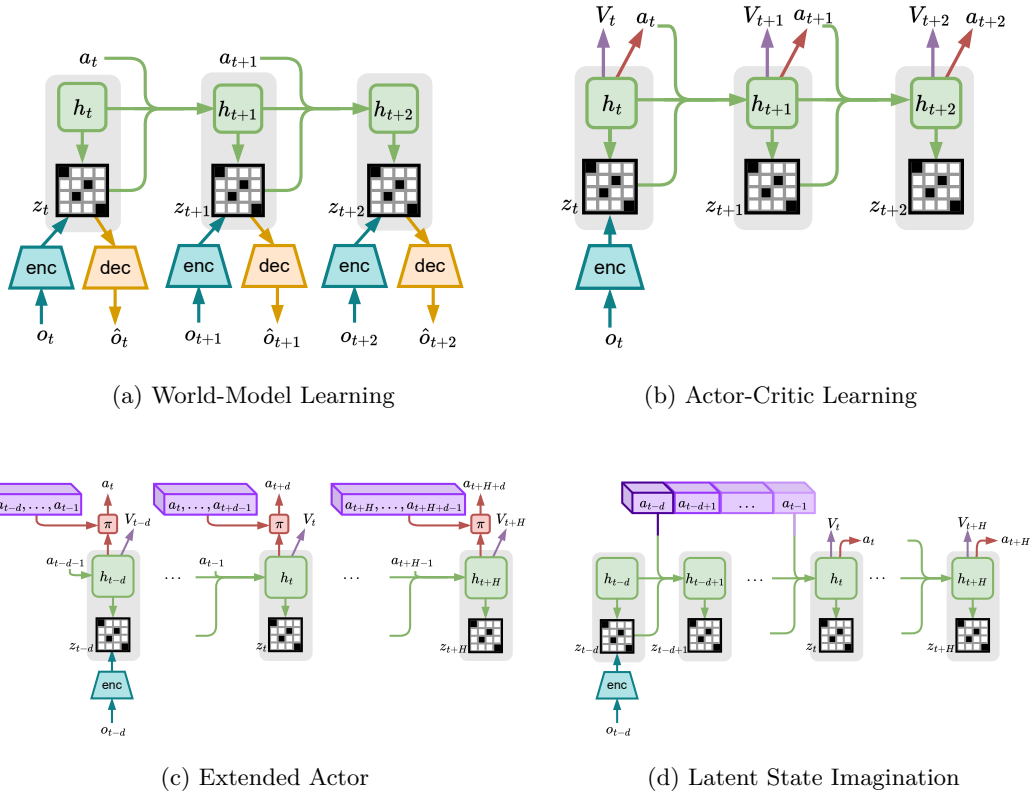 a_t a_{t+1}
h_t h_{t+1} h_{t+2}
z_t z_{t+1} z_{t+2}
enc dec enc dec enc dec
o_t ô_t o_{t+1} ô_{t+1} o_{t+2} ô_{t+2}
(a) World-Model Learning
V_t a_t V_{t+1} a_{t+1} V_{t+2} a_{t+2}
h_t h_{t+1} h_{t+2}
z_t z_{t+1} z_{t+2}
enc
o_t
(b) Actor-Critic Learning
a_t a_{t+d} a_{t+H+d}
a_{t-d}, ..., a_{t-1} a_t, ..., a_{t+d-1} a_{t+H}, ..., a_{t+H+d-1}
π V_{t-d} π V_t π V_{t+H}
a_{t-d-1} a_{t-1} a_{t+H-1}
h_{t-d} ... h_t ... h_{t+H}
z_{t-d} z_t z_{t+H}
enc
o_{t-d}
(c) Extended Actor
a_{t-d} a_{t-d+1} ... a_{t-1}
V_t a_t V_{t+H} a_{t+H}
h_{t-d} h_{t-d+1} ... h_t ... h_{t+H}
z_{t-d} z_{t-d+1} z_t z_{t+H}
enc
o_{t-d}
(d) Latent State Imagination